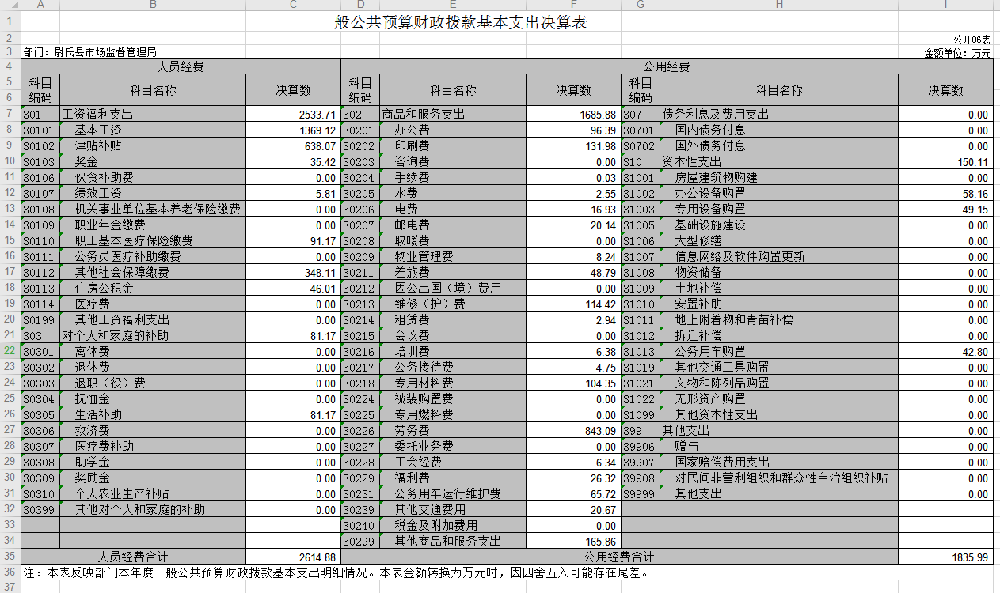 A B C D E F G H I
1 一般公共预算财政拨款基本支出决算表
2 公开06表
3 部门：尉氏县市场监督管理局 金额单位：万元
4 人员经费 公用经费
5 科目 科目名称 决算数 科目 科目名称 决算数 科目 科目名称 决算数
6 编码 编码 编码
7 301 工资福利支出 2533.71 302 商品和服务支出 1685.88 307 债务利息及费用支出 0.00
8 30101 基本工资 1369.12 30201 办公费 96.39 30701 国内债务付息 0.00
9 30102 津贴补贴 638.07 30202 印刷费 131.98 30702 国外债务付息 0.00
10 30103 奖金 35.42 30203 咨询费 0.00 310 资本性支出 150.11
11 30106 伙食补助费 0.00 30204 手续费 0.03 31001 房屋建筑物购建 0.00
12 30107 绩效工资 5.81 30205 水费 2.55 31002 办公设备购置 58.16
13 30108 机关事业单位基本养老保险缴费 0.00 30206 电费 16.93 31003 专用设备购置 49.15
14 30109 职业年金缴费 0.00 30207 邮电费 20.14 31005 基础设施建设 0.00
15 30110 职工基本医疗保险缴费 91.17 30208 取暖费 0.00 31006 大型修缮 0.00
16 30111 公务员医疗补助缴费 0.00 30209 物业管理费 8.24 31007 信息网络及软件购置更新 0.00
17 30112 其他社会保障缴费 348.11 30211 差旅费 48.79 31008 物资储备 0.00
18 30113 住房公积金 46.01 30212 因公出国（境）费用 0.00 31009 土地补偿 0.00
19 30114 医疗费 0.00 30213 维修（护）费 114.42 31010 安置补助 0.00
20 30199 其他工资福利支出 0.00 30214 租赁费 2.94 31011 地上附着物和青苗补偿 0.00
21 303 对个人和家庭的补助 81.17 30215 会议费 0.00 31012 拆迁补偿 0.00
22 30301 离休费 0.00 30216 培训费 6.38 31013 公务用车购置 42.80
23 30302 退休费 0.00 30217 公务接待费 4.75 31019 其他交通工具购置 0.00
24 30303 退职（役）费 0.00 30218 专用材料费 104.35 31021 文物和陈列品购置 0.00
25 30304 抚恤金 0.00 30224 被装购置费 0.00 31022 无形资产购置 0.00
26 30305 生活补助 81.17 30225 专用燃料费 0.00 31099 其他资本性支出 0.00
27 30306 救济费 0.00 30226 劳务费 843.09 399 其他支出 0.00
28 30307 医疗费补助 0.00 30227 委托业务费 0.00 39906 赠与 0.00
29 30308 助学金 0.00 30228 工会经费 6.34 39907 国家赔偿费用支出 0.00
30 30309 奖励金 0.00 30229 福利费 26.32 39908 对民间非营利组织和群众性自治组织补贴 0.00
31 30310 个人农业生产补贴 0.00 30231 公务用车运行维护费 65.72 39999 其他支出 0.00
32 30399 其他对个人和家庭的补助 0.00 30239 其他交通费用 20.67
33 30240 税金及附加费用 0.00
34 30299 其他商品和服务支出 165.86
35 人员经费合计 2614.88 公用经费合计 1835.99
36 注：本表反映部门本年度一般公共预算财政拨款基本支出明细情况。本表金额转换为万元时，因四舍五入可能存在尾差。
37